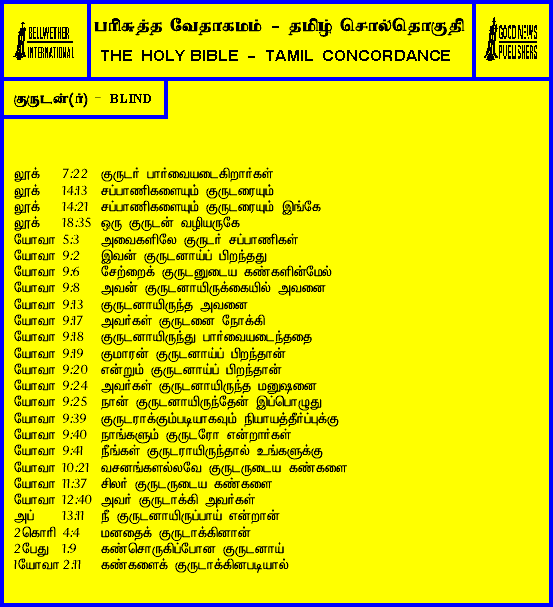 BELLWETHER
INTERNATIONAL
பரிசுத்த வேதாகமம் - தமிழ் சொல்தொகுதி
THE HOLY BIBLE - TAMIL CONCORDANCE
GOOD NEWS
PUBLISHERS
குருடன்(ர்) - BLIND
லூக் 7:22 குருடர் பார்வையடைகிறார்கள்
லூக் 14:13 சப்பாணிகளையும் குருடரையும்
லூக் 14:21 சப்பாணிகளையும் குருடரையும் இங்கே
லூக் 18:35 ஒரு குருடன் வழியருகே
யோவா 5:3 அவைகளிலே குருடர் சப்பாணிகள்
யோவா 9:2 இவன் குருடனாய்ப் பிறந்தது
யோவா 9:6 சேற்றைக் குருடனுடைய கண்களின்மேல்
யோவா 9:8 அவன் குருடனாயிருக்கையில் அவனை
யோவா 9:13 குருடனாயிருந்த அவனை
யோவா 9:17 அவர்கள் குருடனை நோக்கி
யோவா 9:18 குருடனாயிருந்து பார்வையடைந்ததை
யோவா 9:19 குமாரன் குருடனாய்ப் பிறந்தான்
யோவா 9:20 என்றும் குருடனாய்ப் பிறந்தான்
யோவா 9:24 அவர்கள் குருடனாயிருந்த மனுஷனை
யோவா 9:25 நான் குருடனாயிருந்தேன் இப்பொழுது
யோவா 9:39 குருடராக்கும்படியாகவும் நியாயத்தீர்ப்புக்கு
யோவா 9:40 நாங்களும் குருடரோ என்றார்கள்
யோவா 9:41 நீங்கள் குருடராயிருந்தால் உங்களுக்கு
யோவா 10:21 வசனங்களல்லவே குருடருடைய கண்களை
யோவா 11:37 சிலர் குருடருடைய கண்களை
யோவா 12:40 அவர் குருடாக்கி அவர்கள்
அப் 13:11 நீ குருடனாயிருப்பாய் என்றான்
2கொரி 4:4 மனதைக் குருடாக்கினான்
2பேது 1:9 கண்சொருகிப்போன குருடனாய்
1யோவா 2:11 கண்களைக் குருடாக்கினபடியால்